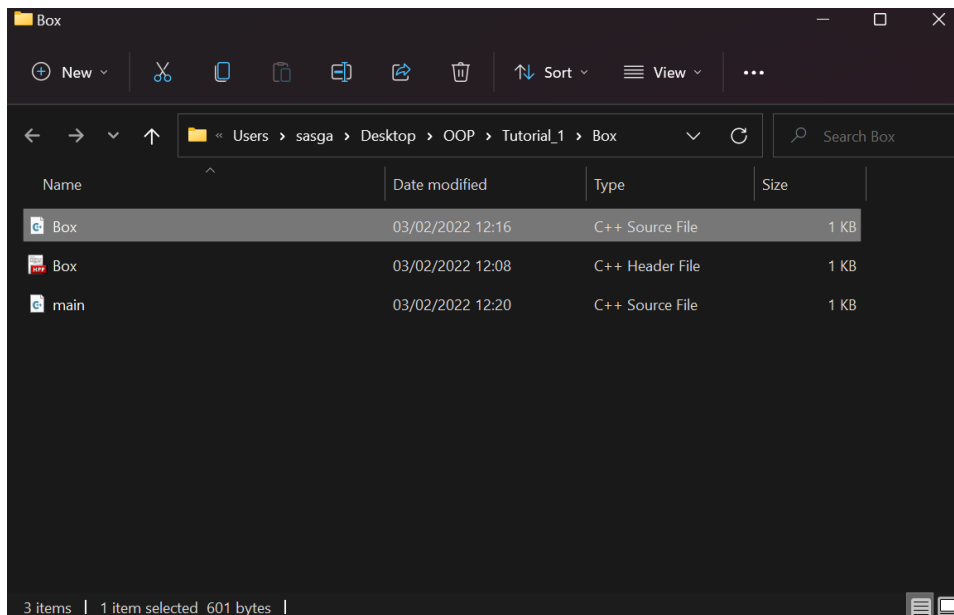 Box
New Sort View
« Users > sasga > Desktop > OOP > Tutorial_1 > Box Search Box
Name Date modified Type Size
Box 03/02/2022 12:16 C++ Source File 1 KB
HPP Box 03/02/2022 12:08 C++ Header File 1 KB
main 03/02/2022 12:20 C++ Source File 1 KB
3 items 1 item selected 601 bytes